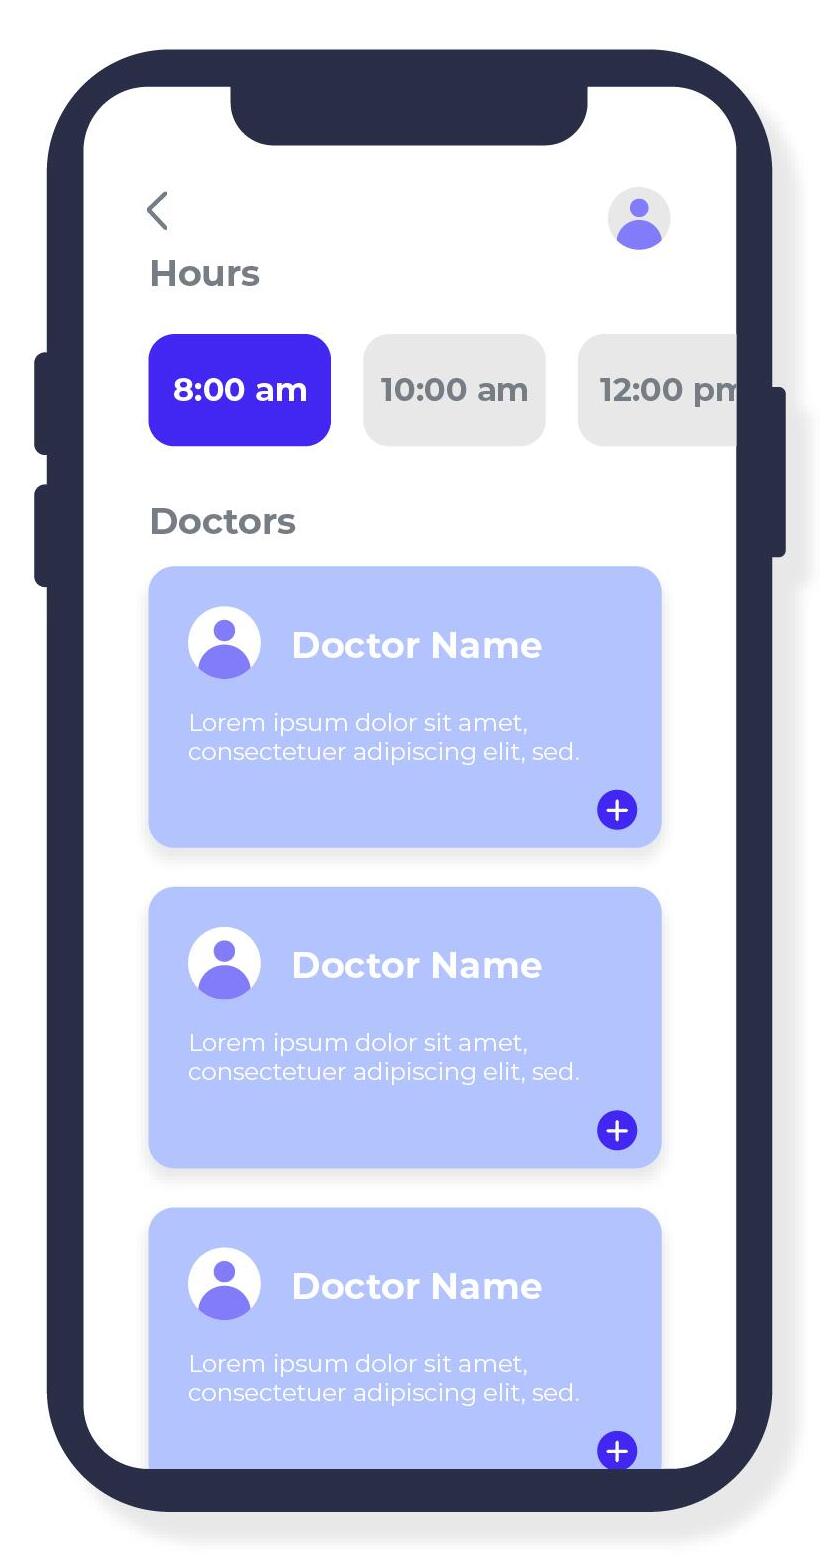 Hours
8:00 am
10:00 am
12:00 pm
Doctors
Doctor Name
Lorem ipsum dolor sit amet,
consectetuer adipiscing elit, sed.
Doctor Name
Lorem ipsum dolor sit amet,
consectetuer adipiscing elit, sed.
Doctor Name
Lorem ipsum dolor sit amet,
consectetuer adipiscing elit, sed.